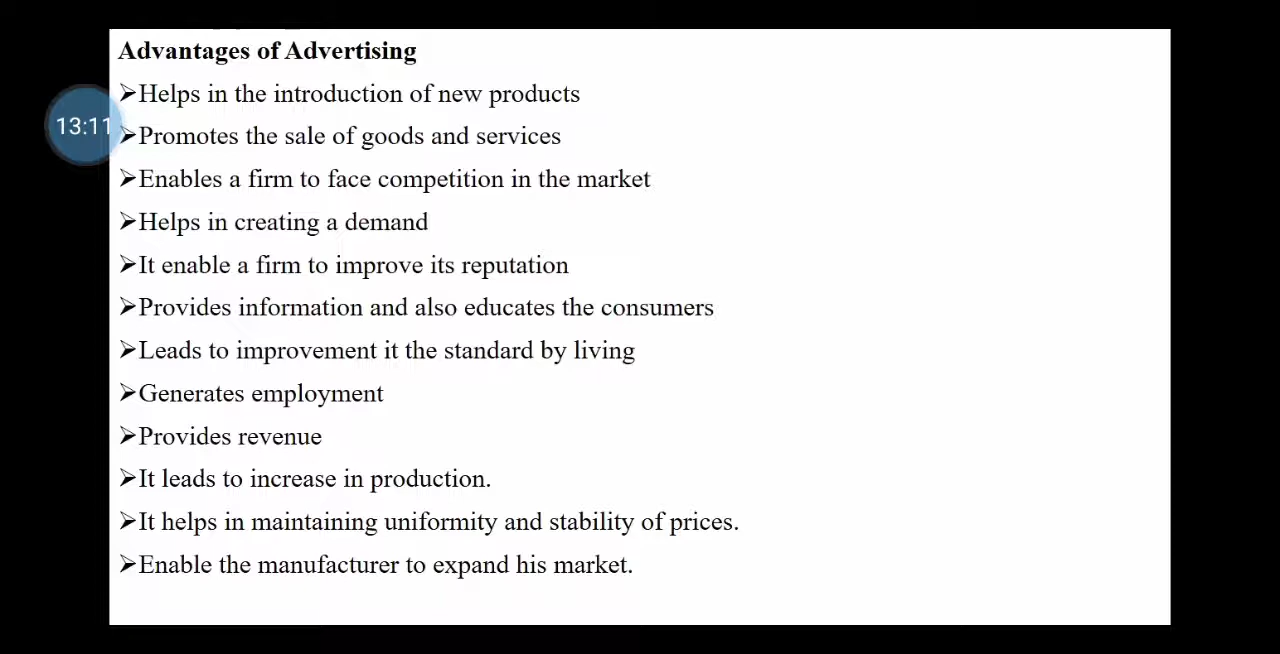 Advantages of Advertising
➢Helps in the introduction of new products
13:11
➢Promotes the sale of goods and services
➢Enables a firm to face competition in the market
➢Helps in creating a demand
➢It enable a firm to improve its reputation
➢Provides information and also educates the consumers
➢Leads to improvement it the standard by living
➢Generates employment
➢Provides revenue
➢It leads to increase in production.
➢It helps in maintaining uniformity and stability of prices.
➢Enable the manufacturer to expand his market.